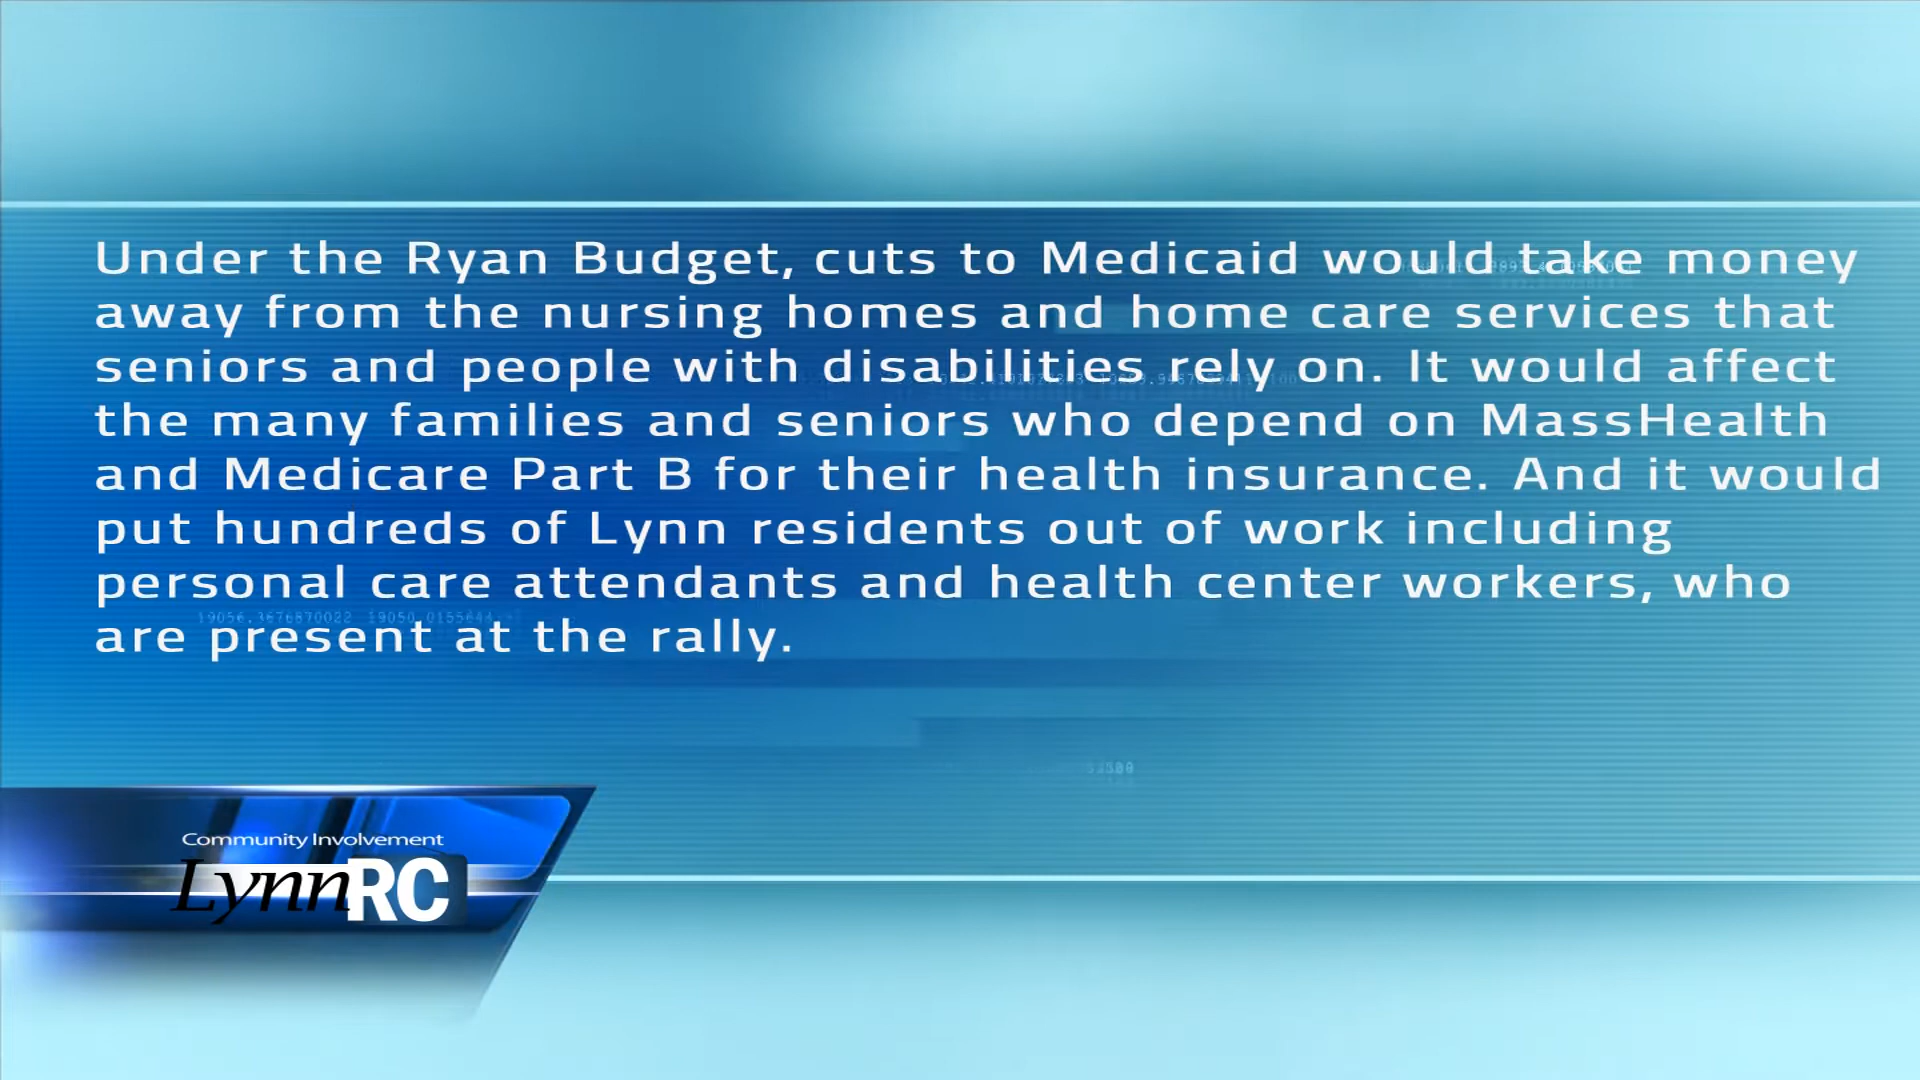 Under the Ryan Budget, cuts to Medicaid would take money
away from the nursing homes and home care services that
seniors and people with disabilities rely on. It would affect
the many families and seniors who depend on MassHealth
and Medicare Part B for their health insurance. And it would
put hundreds of Lynn residents out of work including
personal care attendants and health center workers, who
are present at the rally.
Community Involvement
LynnRC